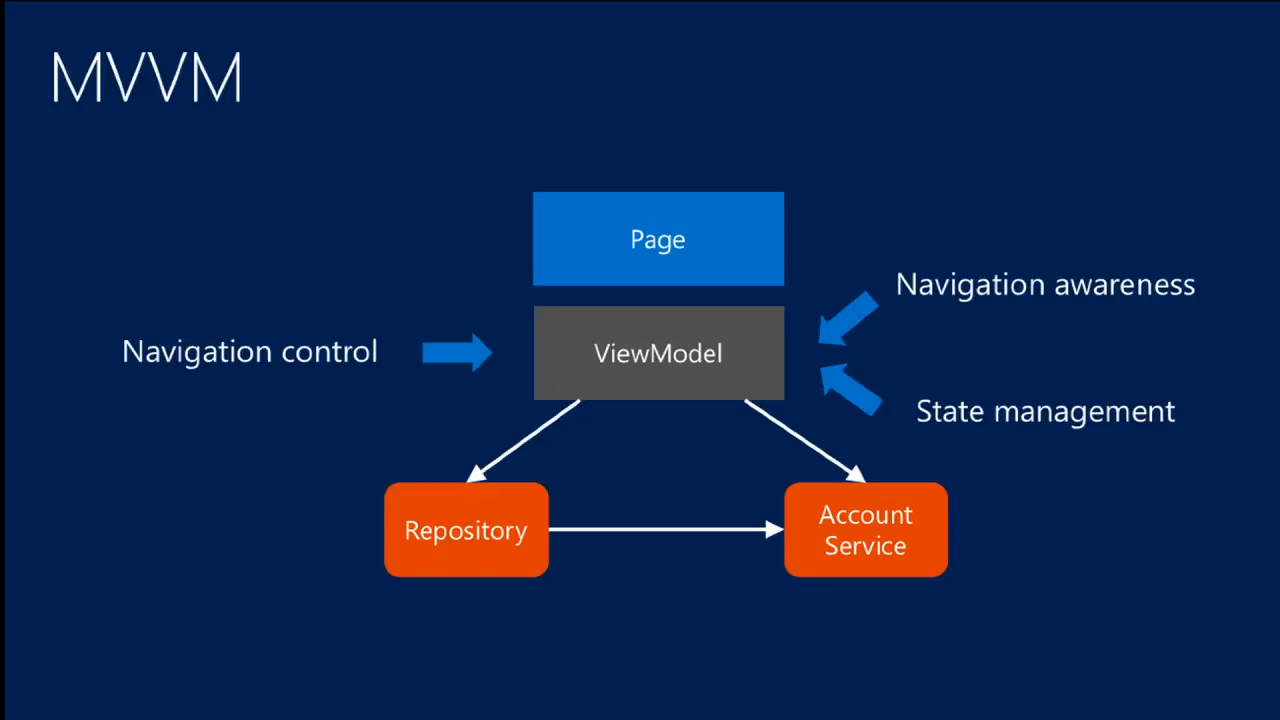 MVVM
Page
Navigation awareness
Navigation control
ViewModel
State management
Repository
Account
Service